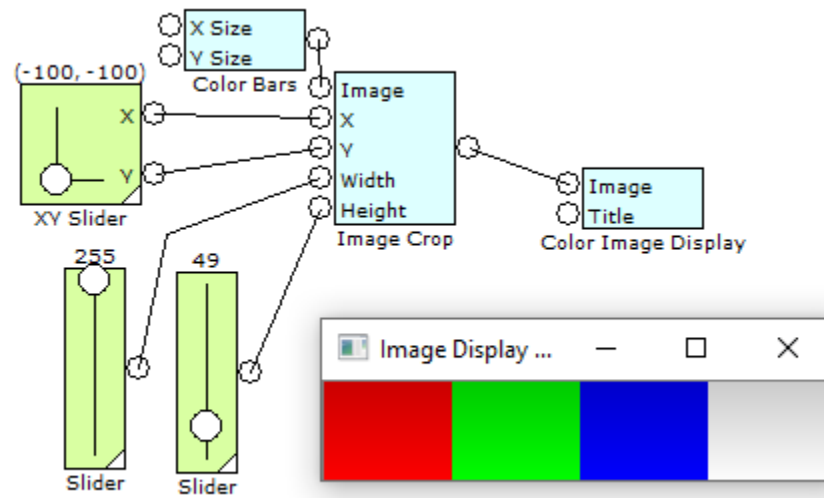 X Size
Y Size
Color Bars
(-100, -100)
X
Y
XY Slider
Image
X
Y
Width
Height
Image Crop
Image
Title
Color Image Display
255
Slider
49
Slider
Image Display ...